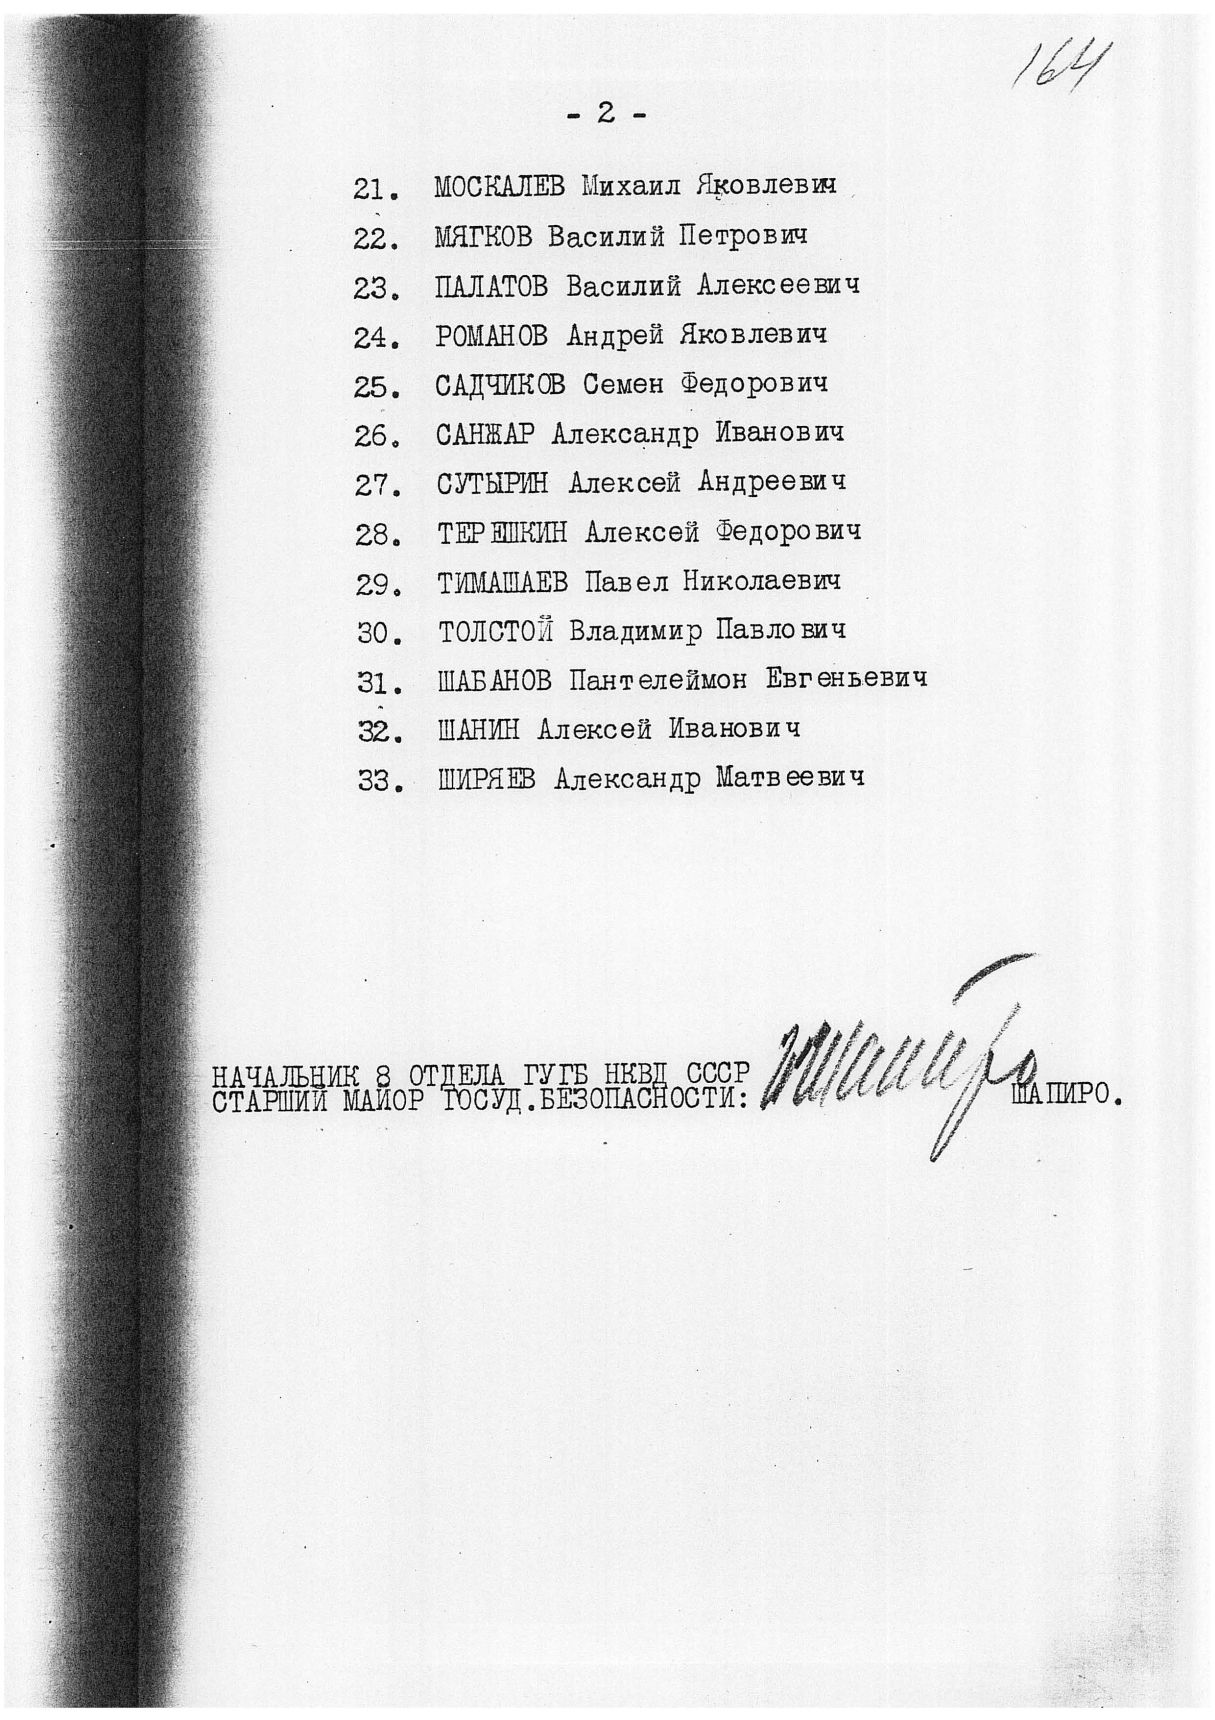 164
- 2 -
21. МОСКАЛЕВ Михаил Яковлевич
22. МЯГКОВ Василий Петрович
23. ПАЛАТОВ Василий Алексеевич
24. РОМАНОВ Андрей Яковлевич
25. САДЧИКОВ Семен Федорович
26. САНЖАР Александр Иванович
27. СУТЫРИН Алексей Андреевич
28. ТЕРЕШКИН Алексей Федорович
29. ТИМАШАЕВ Павел Николаевич
30. ТОЛСТОЙ Владимир Павлович
31. ШАБАНОВ Пантелеймон Евгеньевич
32. ШАНИН Алексей Иванович
33. ШИРЯЕВ Александр Матвеевич
НАЧАЛЬНИК 8 ОТДЕЛА ГУГБ НКВД СССР
СТАРШИЙ МАЙОР ГОСУД.БЕЗОПАСНОСТИ: Шапиро ШАПИРО.